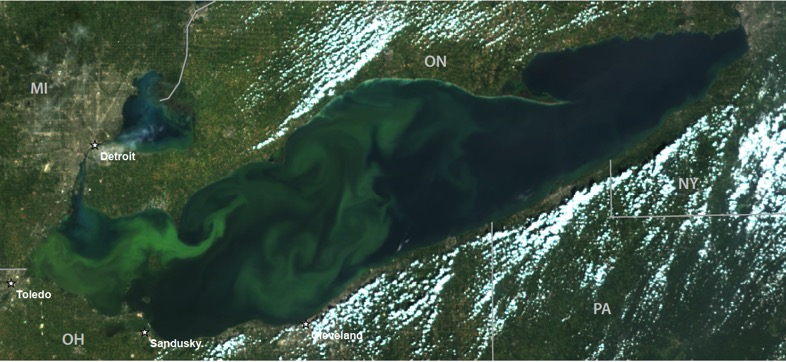 ON
MI
Detroit
NY
Toledo
PA
OH
Sandusky
Cleveland